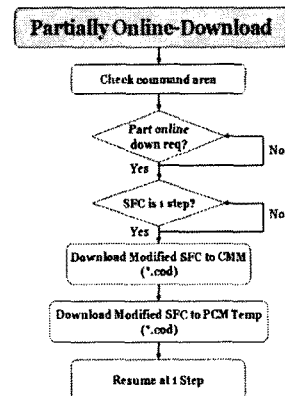 Partially Online-Download
Check command area
Part online
down req?
No
Yes
SFC is 1 step?
No
Yes
Download Modified SFC to CMM
(*.cod)
Download Modified SFC to PCM Temp
(*.cod)
Resume at 1 Step